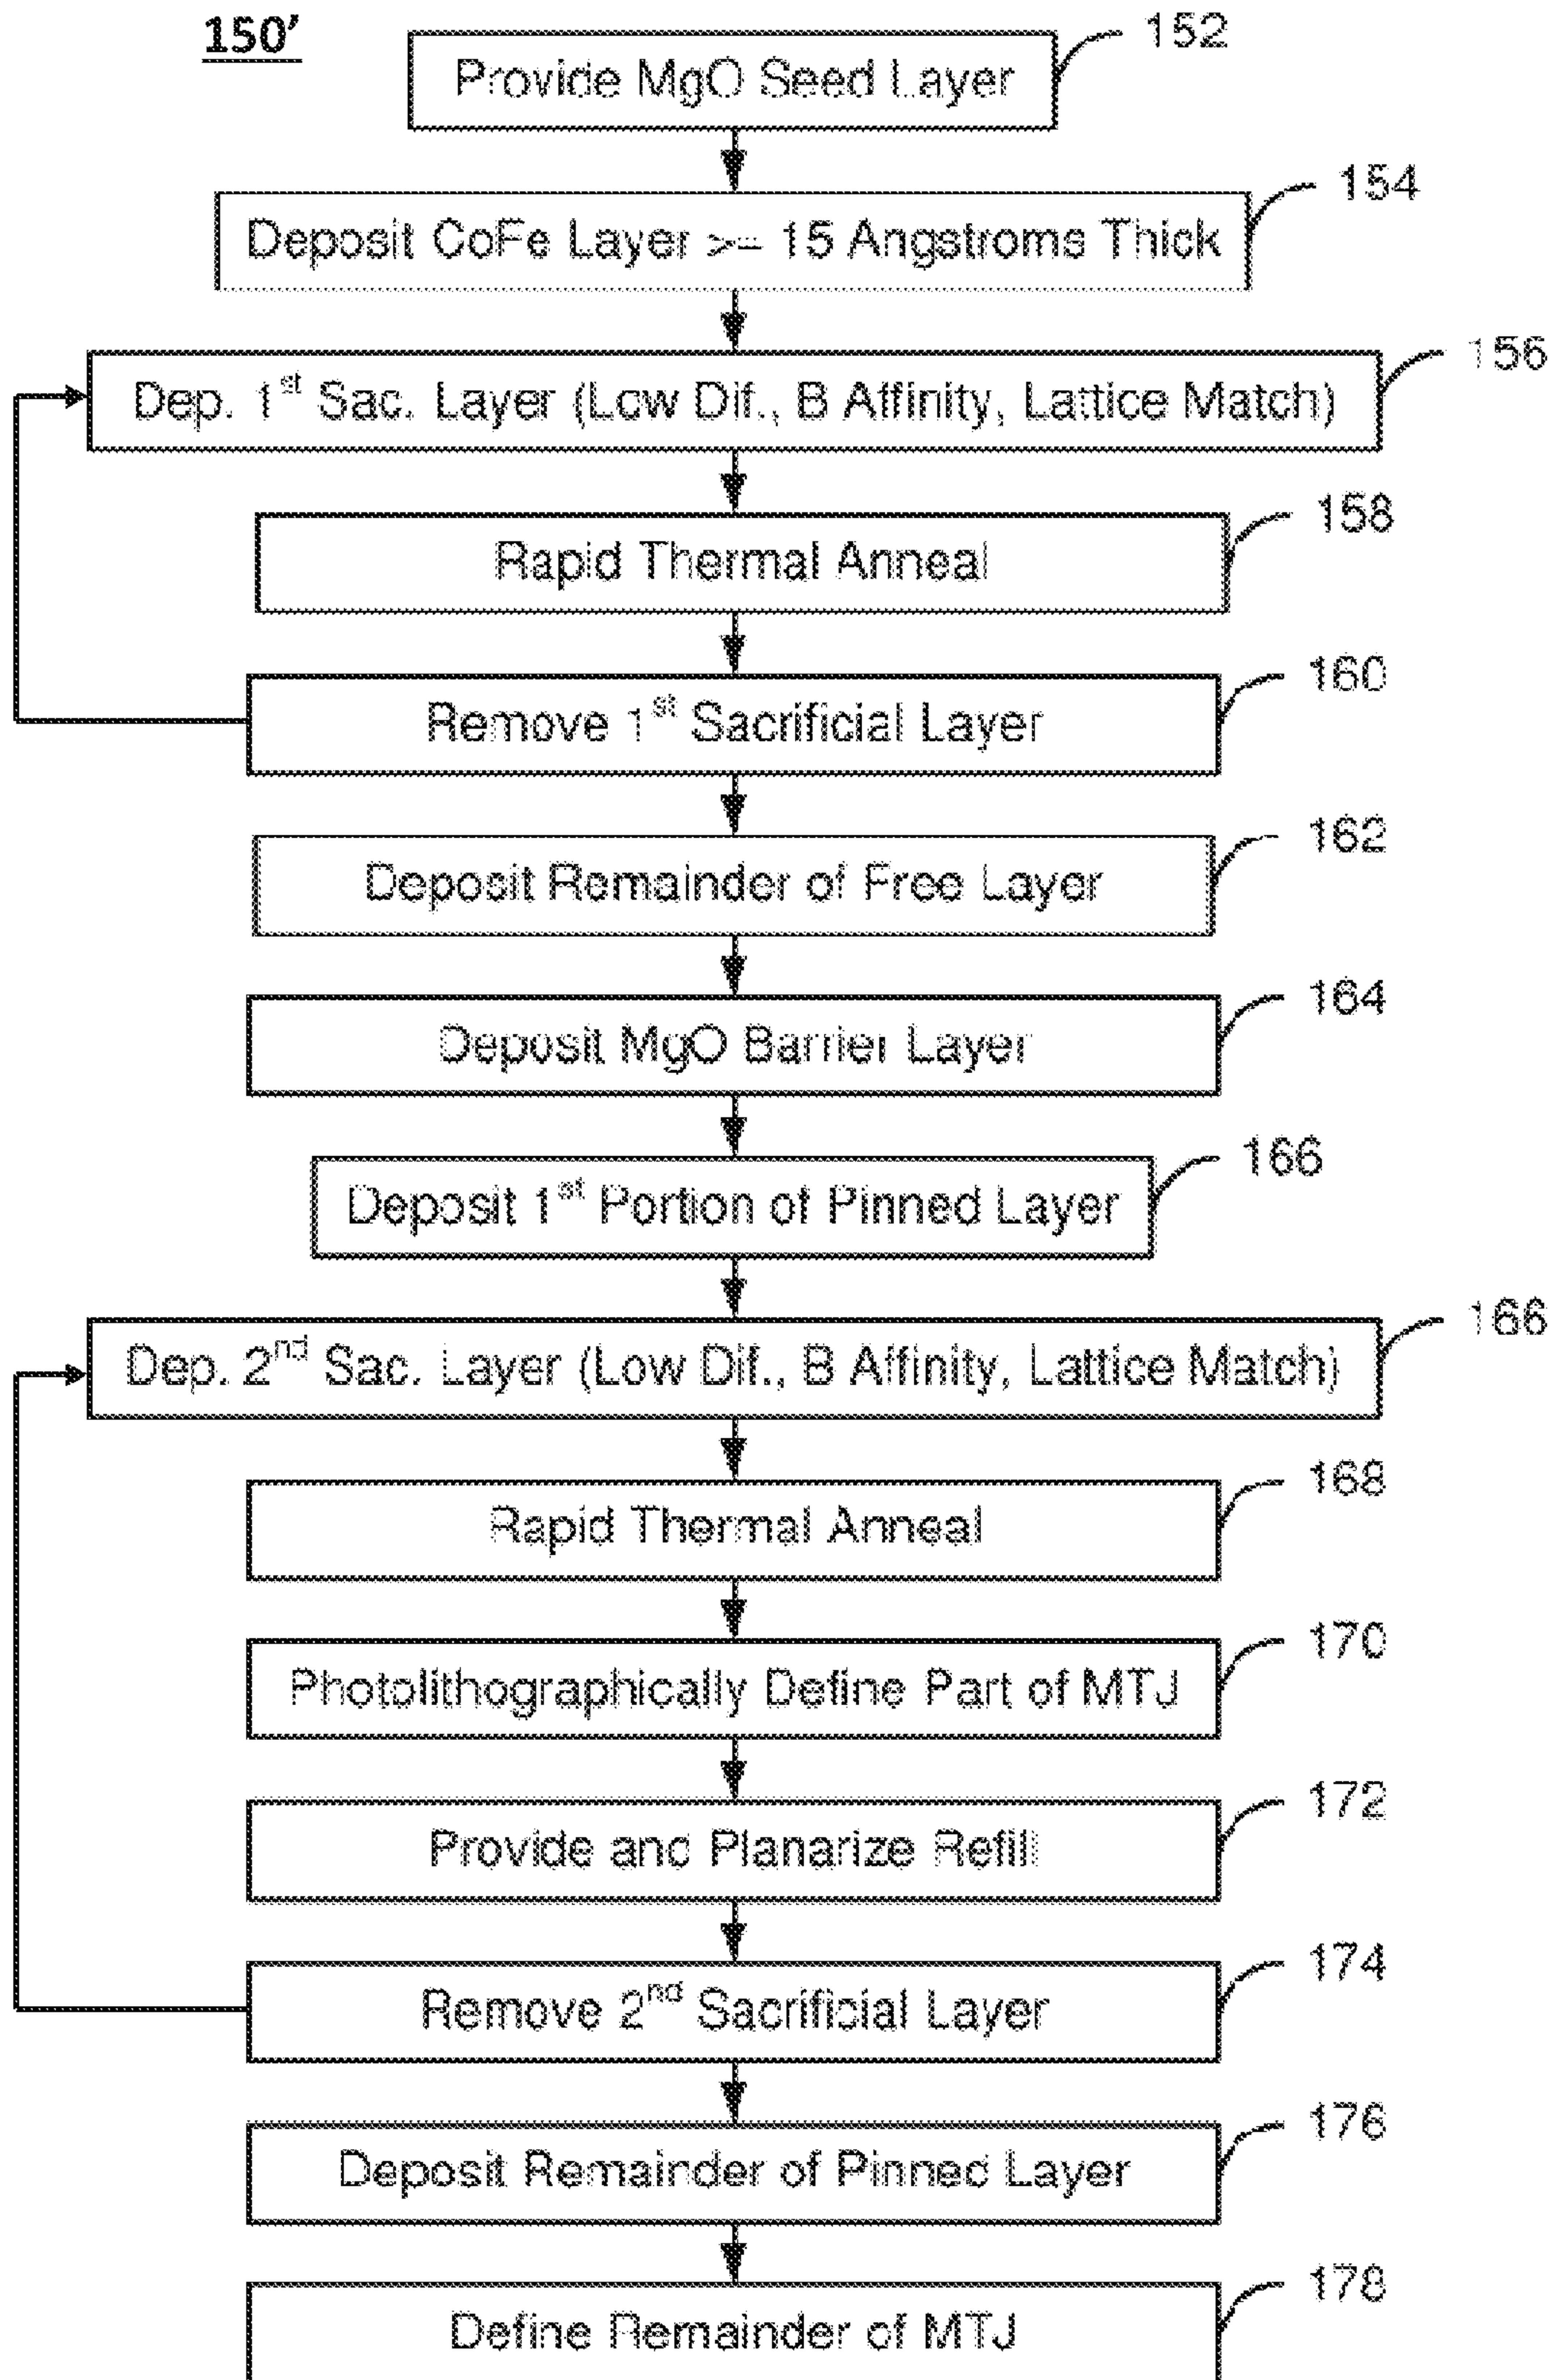 150'
Provide MgO Seed Layer
152
Deposit CoFe Layer >= 15 Angstroms Thick
154
Dep. 1st Sac. Layer (Low Dif., B Affinity, Lattice Match)
156
Rapid Thermal Anneal
158
Remove 1st Sacrificial Layer
160
Deposit Remainder of Free Layer
162
Deposit MgO Barrier Layer
164
Deposit 1st Portion of Pinned Layer
166
Dep. 2nd Sac. Layer (Low Dif., B Affinity, Lattice Match)
166
Rapid Thermal Anneal
168
Photolithographically Define Part of MTJ
170
Provide and Planarize Refill
172
Remove 2nd Sacrificial Layer
174
Deposit Remainder of Pinned Layer
176
Define Remainder of MTJ
178